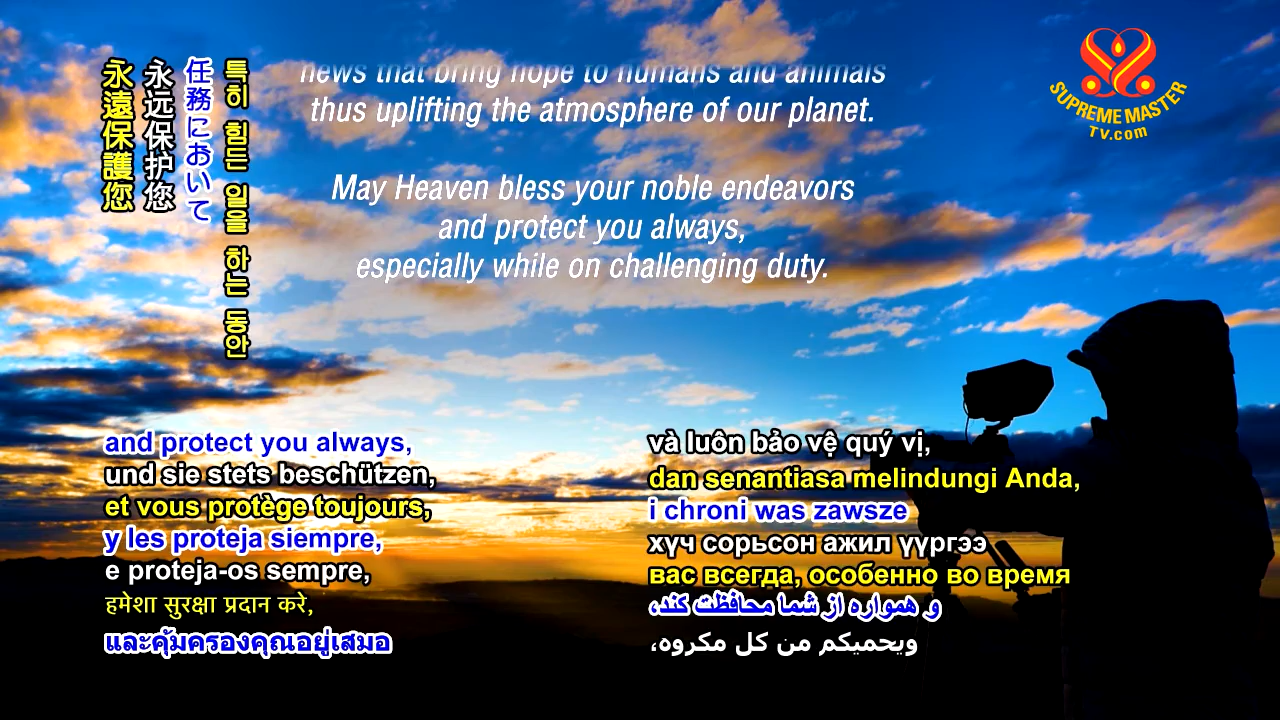 永遠保護您
永远保护您
任務において
특히 힘든 일을 하는 동안
news that bring hope to humans and animals
thus uplifting the atmosphere of our planet.
May Heaven bless your noble endeavors
and protect you always,
especially while on challenging duty.
SUPREME MASTER
TV.com
and protect you always,
und sie stets beschützen,
et vous protège toujours,
y les proteja siempre,
e proteja-os sempre,
हमेशा सुरक्षा प्रदान करे,
และคุ้มครองคุณอยู่เสมอ
và luôn bảo vệ quý vị,
dan senantiasa melindungi Anda,
i chroni was zawsze
хүч сорьсон ажил үүргээ
вас всегда, особенно во время
و همواره از شما محافظت کند،
ويحميكم من كل مكروه،